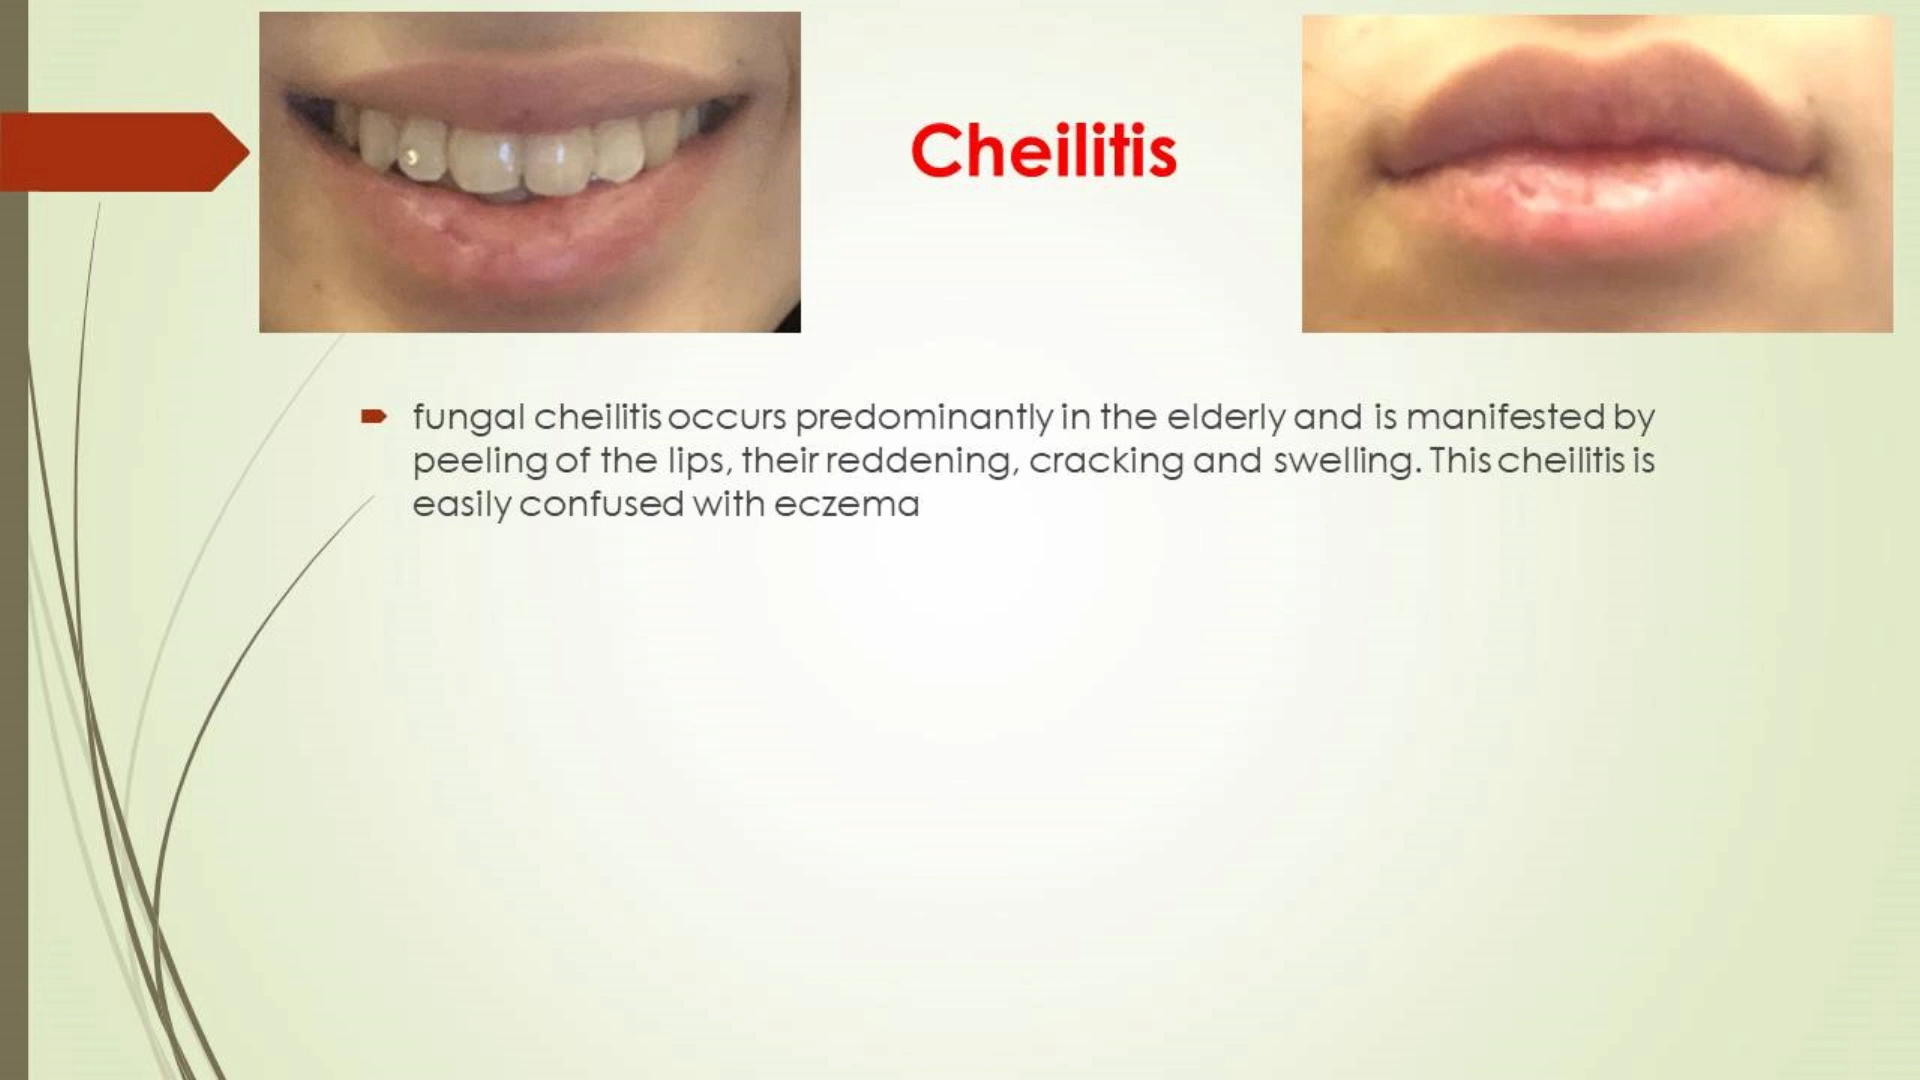 Cheilitis
fungal cheilitis occurs predominantly in the elderly and is manifested by
peeling of the lips, their reddening, cracking and swelling. This cheilitis is
easily confused with eczema